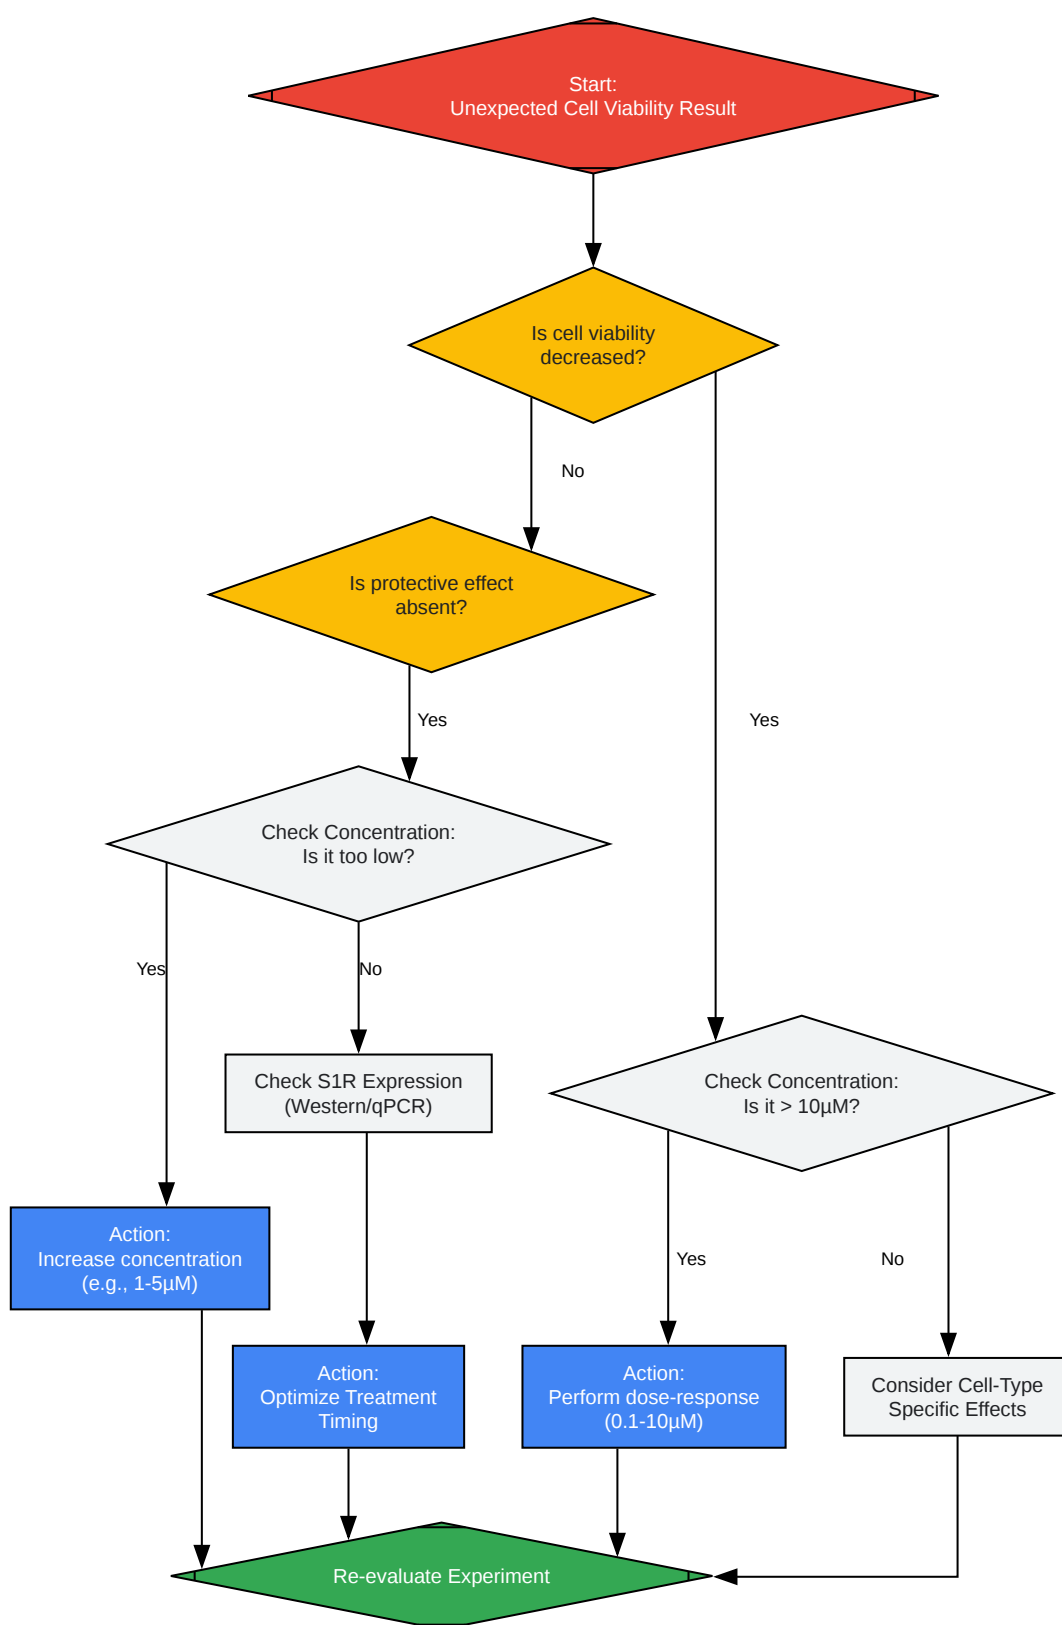 Start:
Unexpected Cell Viability Result
Is cell viability
decreased?
No
Is protective effect
absent?
Yes
Yes
Check Concentration:
Is it too low?
Yes
No
Check S1R Expression
(Western/qPCR)
Check Concentration:
Is it > 10µM?
Action:
Increase concentration
(e.g., 1-5µM)
Yes
No
Action:
Optimize Treatment
Timing
Action:
Perform dose-response
(0.1-10µM)
Consider Cell-Type
Specific Effects
Re-evaluate Experiment